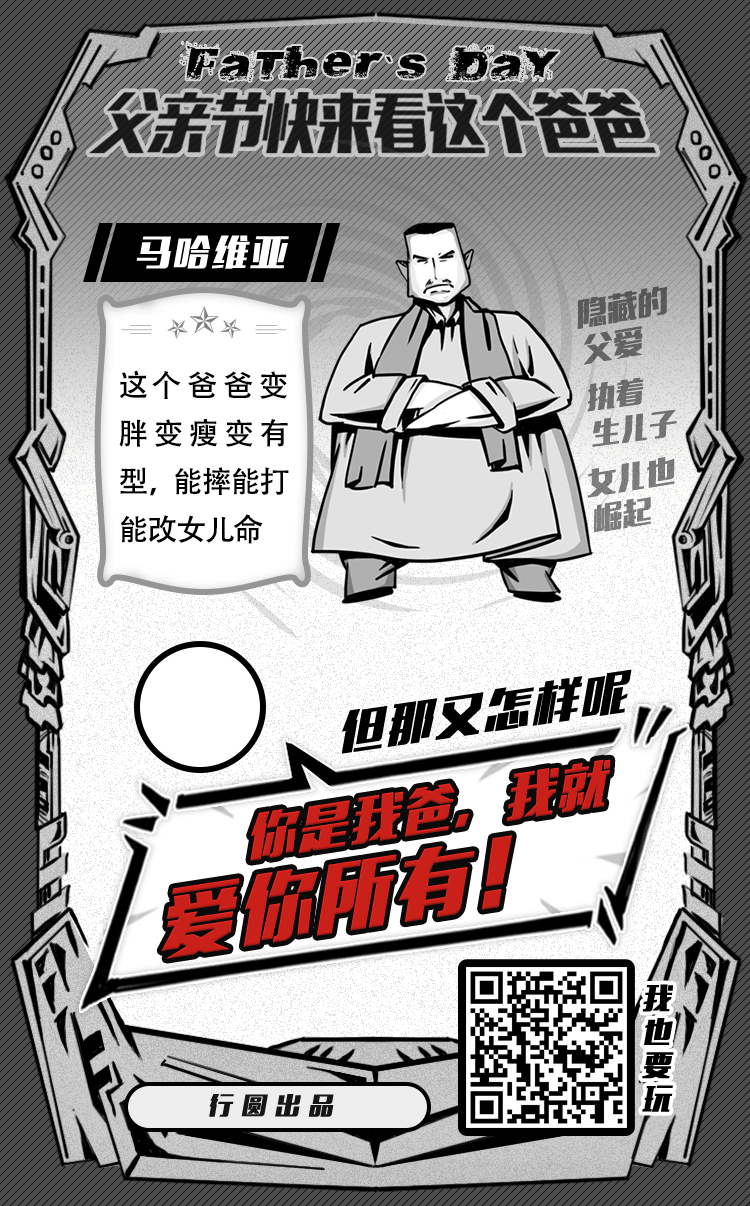 Father's Day
父亲节快来看这个爸爸
马哈维亚
这个爸爸变
胖变瘦变有
型，能摔能打
能改女儿命
隐藏的
父爱
执着
生儿子
女儿也
崛起
但那又怎样呢
你是我爸，我就
爱你所有！
我也要玩
行圆出品